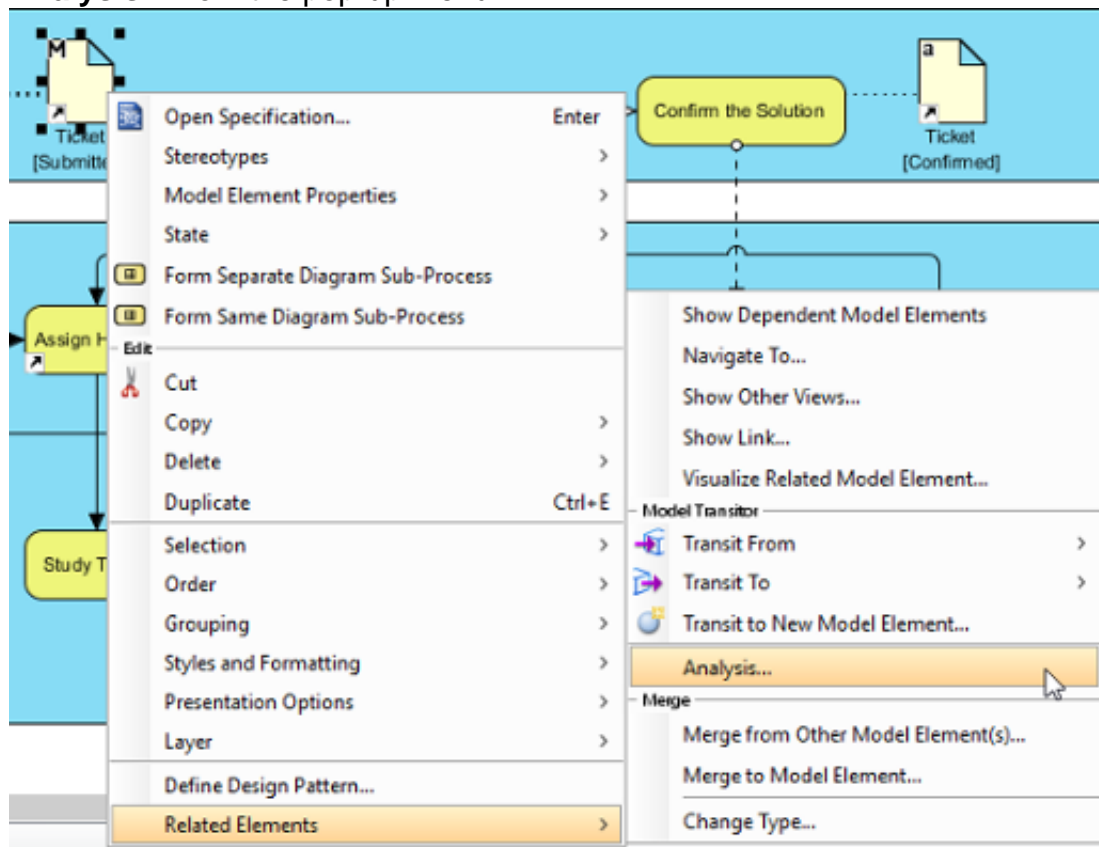 M
Ticket
[Submitte
Confirm the Solution
a
Ticket
[Confirmed]
Assign H
Study T
Open Specification... Enter
Stereotypes
Model Element Properties
State
Form Separate Diagram Sub-Process
Form Same Diagram Sub-Process
Edit
Cut
Copy
Delete
Duplicate Ctrl+E
Selection
Order
Grouping
Styles and Formatting
Presentation Options
Layer
Define Design Pattern...
Related Elements
Show Dependent Model Elements
Navigate To...
Show Other Views...
Show Link...
Visualize Related Model Element...
Model Transitor
Transit From
Transit To
Transit to New Model Element...
Analysis...
Merge
Merge from Other Model Element(s)...
Merge to Model Element...
Change Type...